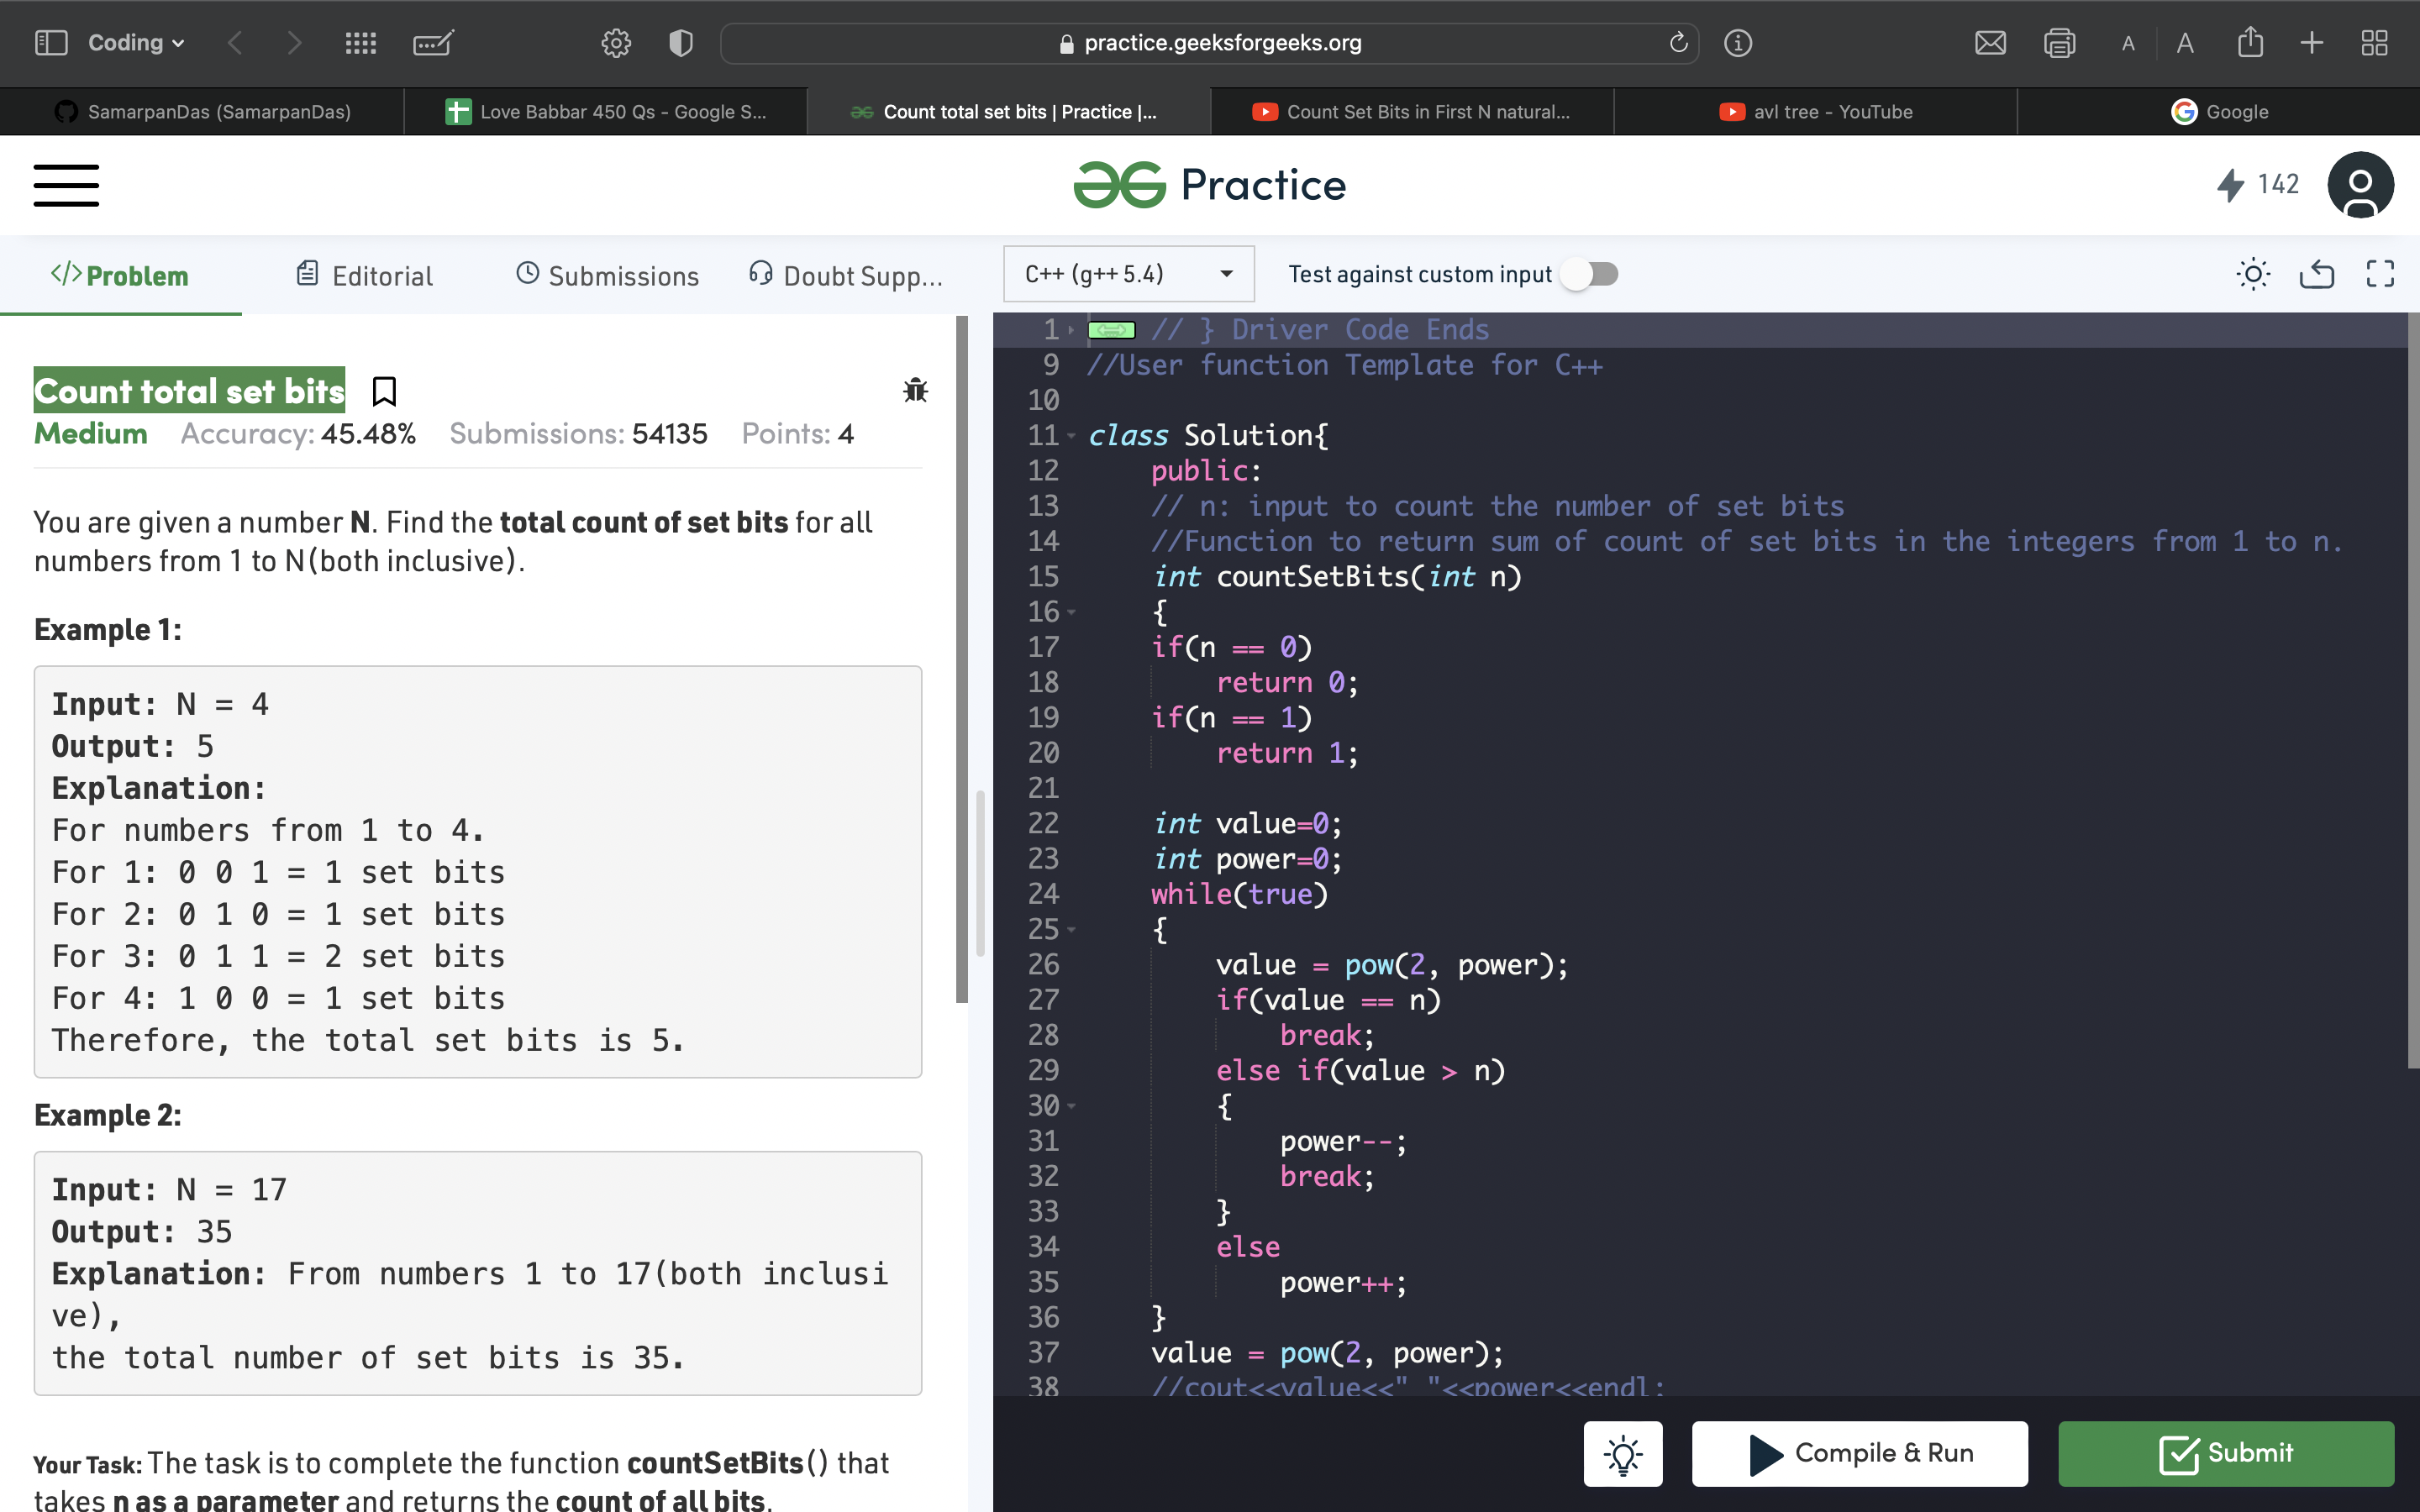 Coding
practice.geeksforgeeks.org
A
A
SamarpanDas (SamarpanDas)
Love Babbar 450 Qs - Google S...
Count total set bits | Practice |...
Count Set Bits in First N natural...
avl tree - YouTube
Google
Practice
142
</> Problem
Editorial
Submissions
Doubt Supp...
C++ (g++ 5.4)
Test against custom input
Count total set bits
Medium Accuracy: 45.48% Submissions: 54135 Points: 4
You are given a number N. Find the total count of set bits for all
numbers from 1 to N(both inclusive).
Example 1:
Input: N = 4
Output: 5
Explanation:
For numbers from 1 to 4.
For 1: 0 0 1 = 1 set bits
For 2: 0 1 0 = 1 set bits
For 3: 0 1 1 = 2 set bits
For 4: 1 0 0 = 1 set bits
Therefore, the total set bits is 5.
Example 2:
Input: N = 17
Output: 35
Explanation: From numbers 1 to 17(both inclusi
ve),
the total number of set bits is 35.
Your Task: The task is to complete the function countSetBits() that
takes n as a parameter and returns the count of all bits.
1 // } Driver Code Ends
9 //User function Template for C++
10
11 class Solution{
12 public:
13 // n: input to count the number of set bits
14 //Function to return sum of count of set bits in the integers from 1 to n.
15 int countSetBits(int n)
16 {
17 if(n == 0)
18 return 0;
19 if(n == 1)
20 return 1;
21
22 int value=0;
23 int power=0;
24 while(true)
25 {
26 value = pow(2, power);
27 if(value == n)
28 break;
29 else if(value > n)
30 {
31 power--;
32 break;
33 }
34 else
35 power++;
36 }
37 value = pow(2, power);
38 //cout<<value<<" "<<power<<endl;
Compile & Run
Submit